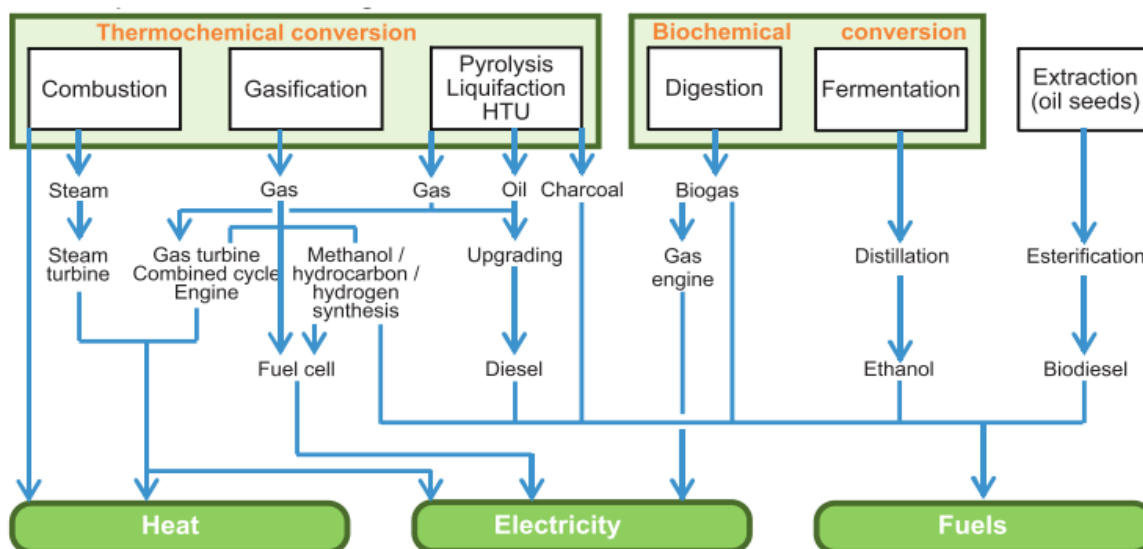 Thermochemical conversion
Biochemical conversion
Combustion
Gasification
Pyrolysis
Liquifaction
HTU
Digestion
Fermentation
Extraction
(oil seeds)
Steam
Gas
Gas
Oil
Charcoal
Biogas
Steam
turbine
Gas turbine
Combined cycle
Engine
Methanol /
hydrocarbon /
hydrogen
synthesis
Upgrading
Gas
engine
Distillation
Esterification
Fuel cell
Diesel
Ethanol
Biodiesel
Heat
Electricity
Fuels